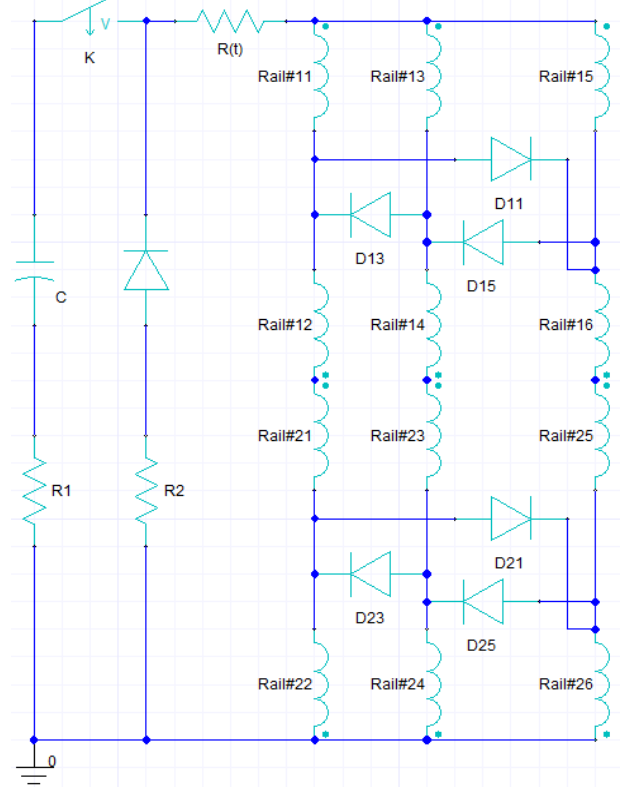 V
K
R(t)
Rail#11 Rail#13 Rail#15
D11
D13
D15
C
Rail#12 Rail#14 Rail#16
Rail#21 Rail#23 Rail#25
R1 R2
D21
D23
D25
Rail#22 Rail#24 Rail#26
0